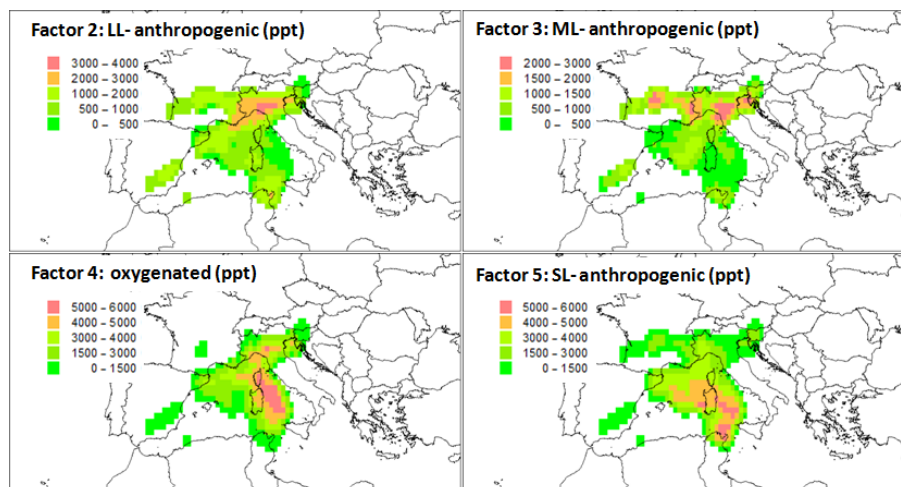 Factor 2: LL- anthropogenic (ppt)
3000 – 4000
2000 – 3000
1000 – 2000
500 – 1000
0 – 500
Factor 3: ML- anthropogenic (ppt)
2000 – 3000
1500 – 2000
1000 – 1500
500 – 1000
0 – 500
Factor 4: oxygenated (ppt)
5000 – 6000
4000 – 5000
3000 – 4000
1500 – 3000
0 – 1500
Factor 5: SL- anthropogenic (ppt)
5000 – 6000
4000 – 5000
3000 – 4000
1500 – 3000
0 – 1500